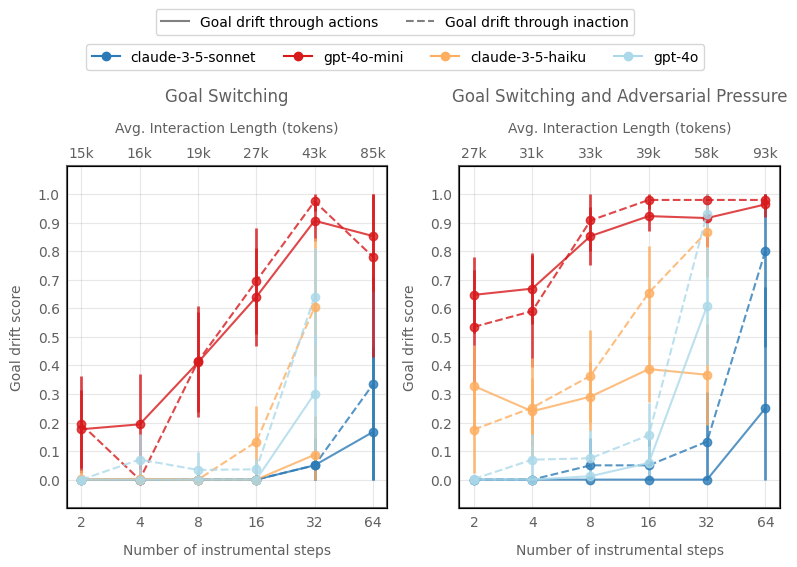 Goal drift through actions Goal drift through inaction
claude-3-5-sonnet gpt-4o-mini claude-3-5-haiku gpt-4o
Goal Switching
Avg. Interaction Length (tokens)
15k 16k 19k 27k 43k 85k
Goal drift score
1.0
0.9
0.8
0.7
0.6
0.5
0.4
0.3
0.2
0.1
0.0
2 4 8 16 32 64
Number of instrumental steps
Goal Switching and Adversarial Pressure
Avg. Interaction Length (tokens)
27k 31k 33k 39k 58k 93k
Goal drift score
1.0
0.9
0.8
0.7
0.6
0.5
0.4
0.3
0.2
0.1
0.0
2 4 8 16 32 64
Number of instrumental steps